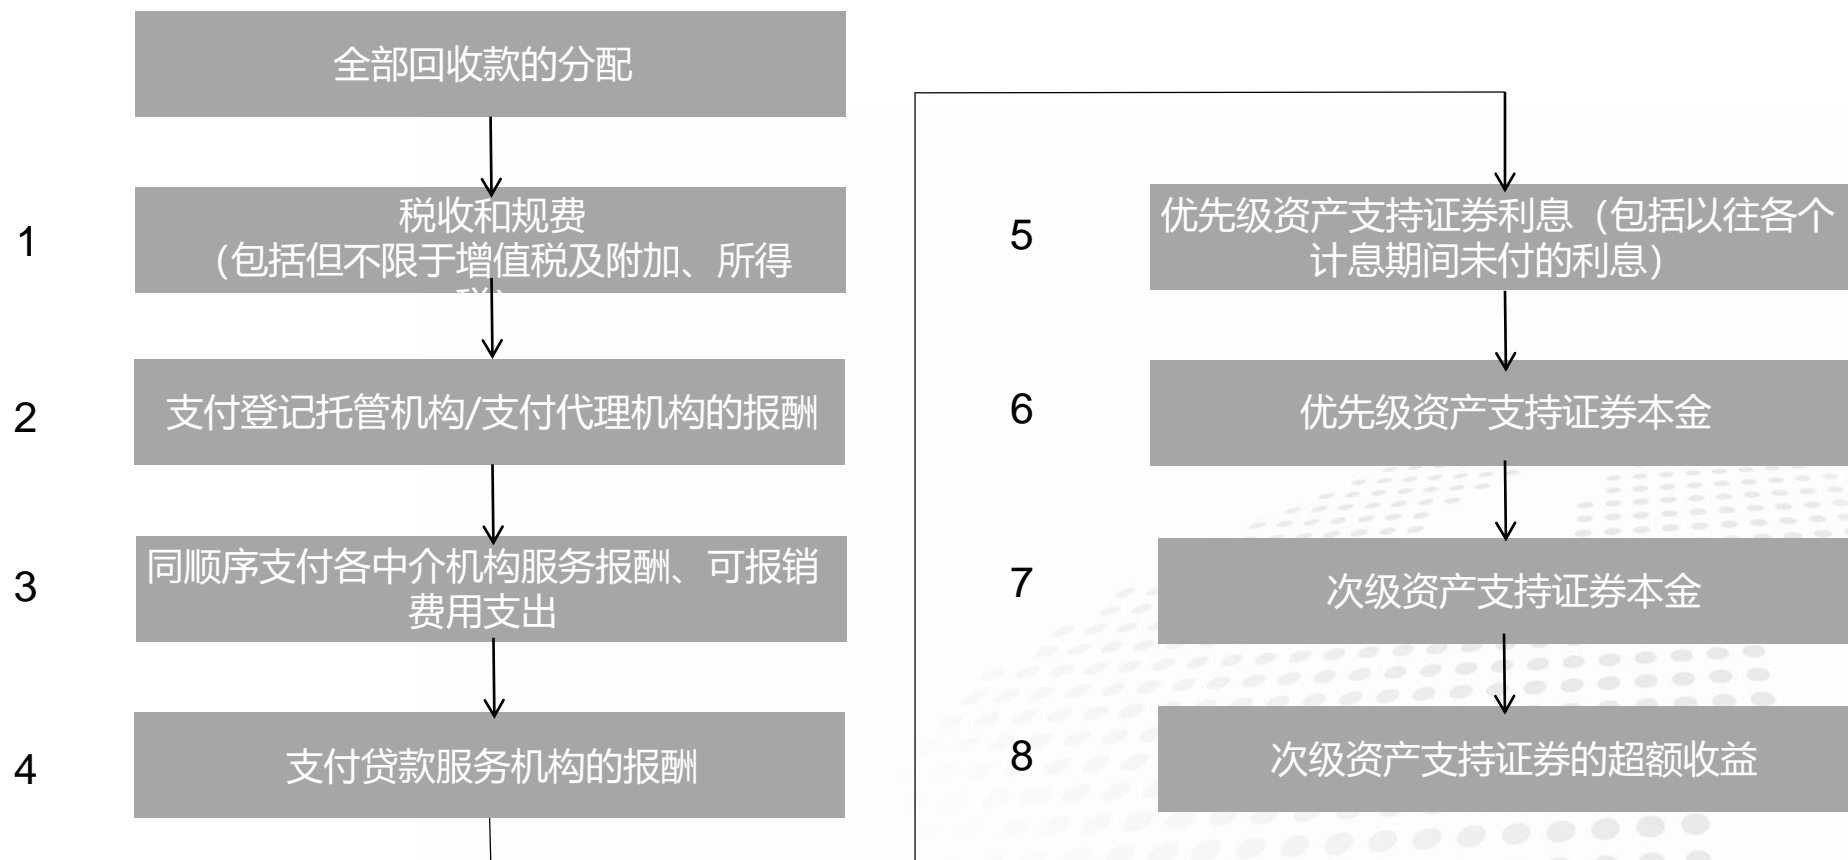 全部回收款的分配
1
税收和规费
（包括但不限于增值税及附加、所得
税）
2
支付登记托管机构/支付代理机构的报酬
3
同顺序支付各中介机构服务报酬、可报销
费用支出
4
支付贷款服务机构的报酬
5
优先级资产支持证券利息（包括以往各个
计息期间未付的利息）
6
优先级资产支持证券本金
7
次级资产支持证券本金
8
次级资产支持证券的超额收益